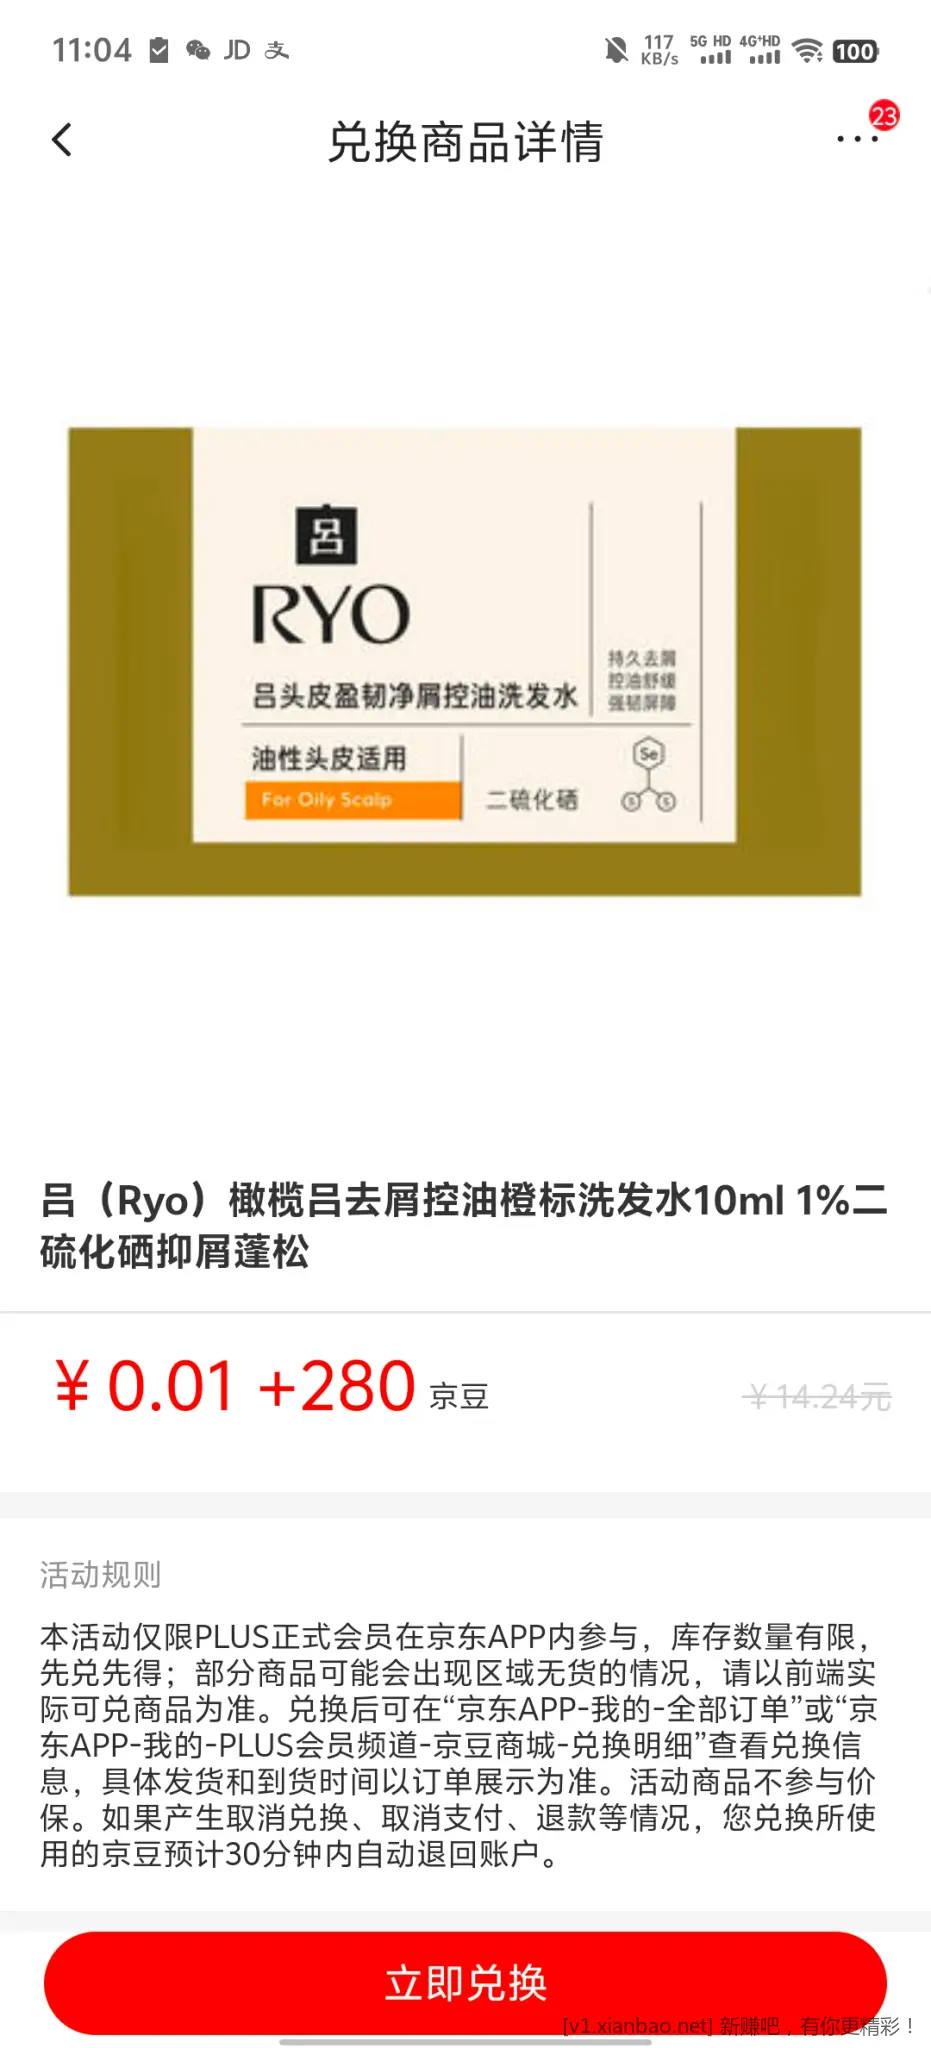 11:04 JD 支 117 KB/s 5G HD 4G+HD 100
兑换商品详情
23
吕
RYO
吕头皮盈韧净屑控油洗发水
持久去屑
控油舒缓
强韧屏障
油性头皮适用
For Oily Scalp
二硫化硒
Se
S S
吕（Ryo）橄榄吕去屑控油橙标洗发水10ml 1%二
硫化硒抑屑蓬松
¥ 0.01 +280 京豆
¥14.24元
活动规则
本活动仅限PLUS正式会员在京东APP内参与，库存数量有限，
先兑先得；部分商品可能会出现区域无货的情况，请以前端实
际可兑商品为准。兑换后可在“京东APP-我的-全部订单”或“京
东APP-我的-PLUS会员频道-京豆商城-兑换明细”查看兑换信
息，具体发货和到货时间以订单展示为准。活动商品不参与价
保。如果产生取消兑换、取消支付、退款等情况，您兑换所使
用的京豆预计30分钟内自动退回账户。
立即兑换
[v1.xianbao.net] 新赚吧，有你更精彩！